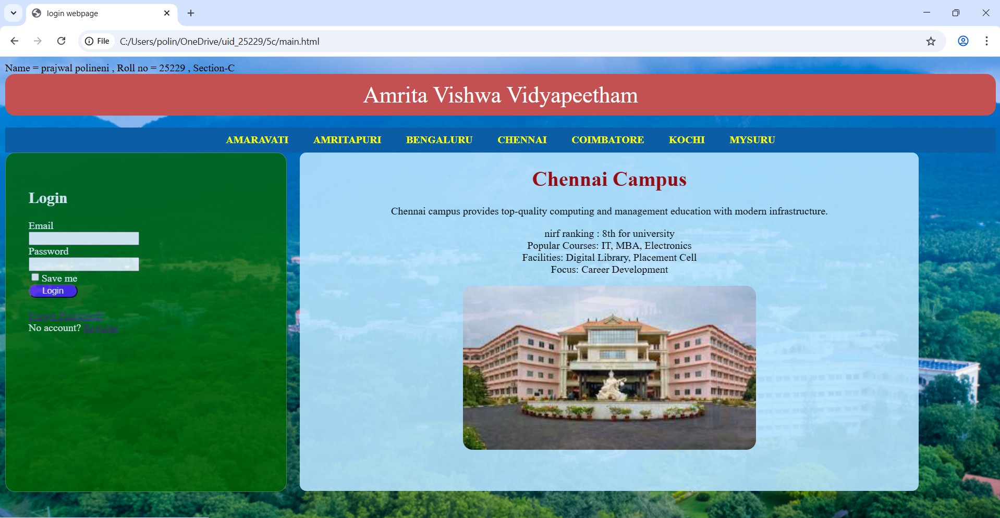 login webpage
File C:/Users/polin/OneDrive/uid_25229/5c/main.html
Name = prajwal polineni , Roll no = 25229 , Section-C
Amrita Vishwa Vidyapeetham
AMARAVATI AMRITAPURI BENGALURU CHENNAI COIMBATORE KOCHI MYSURU
Login
Email
Password
Save me
Login
Forgot Password?
No account? Register
Chennai Campus
Chennai campus provides top-quality computing and management education with modern infrastructure.
nirf ranking : 8th for university
Popular Courses: IT, MBA, Electronics
Facilities: Digital Library, Placement Cell
Focus: Career Development